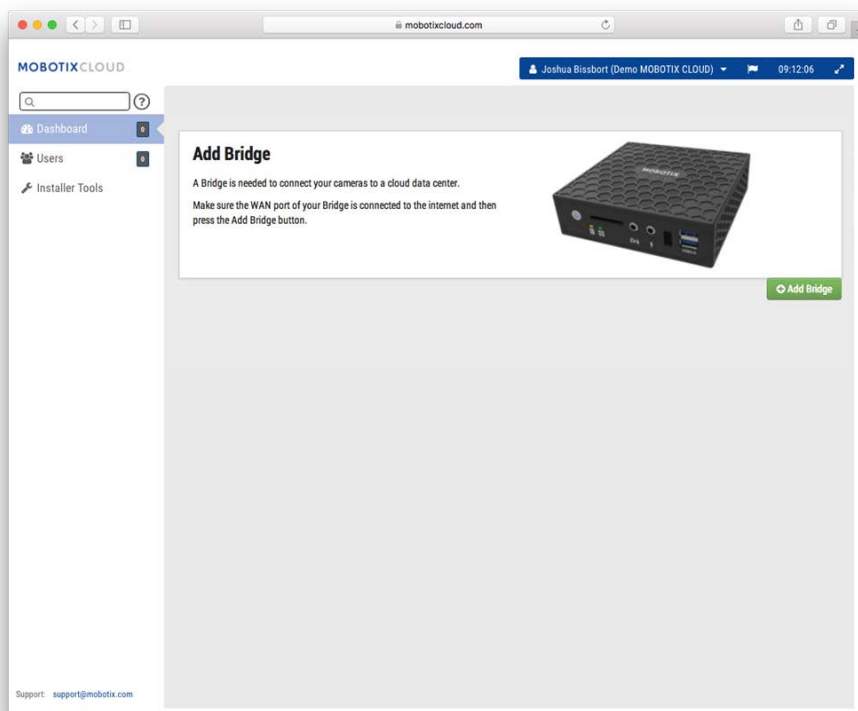 mobotixcloud.com
MOBOTIXCLOUD
Joshua Bissbort (Demo MOBOTIX CLOUD)
09:12:06
?
Dashboard
0
Users
0
Installer Tools
Add Bridge
A Bridge is needed to connect your cameras to a cloud data center.
Make sure the WAN port of your Bridge is connected to the internet and then
press the Add Bridge button.
MOBOTIX
Add Bridge
Support: support@mobotix.com